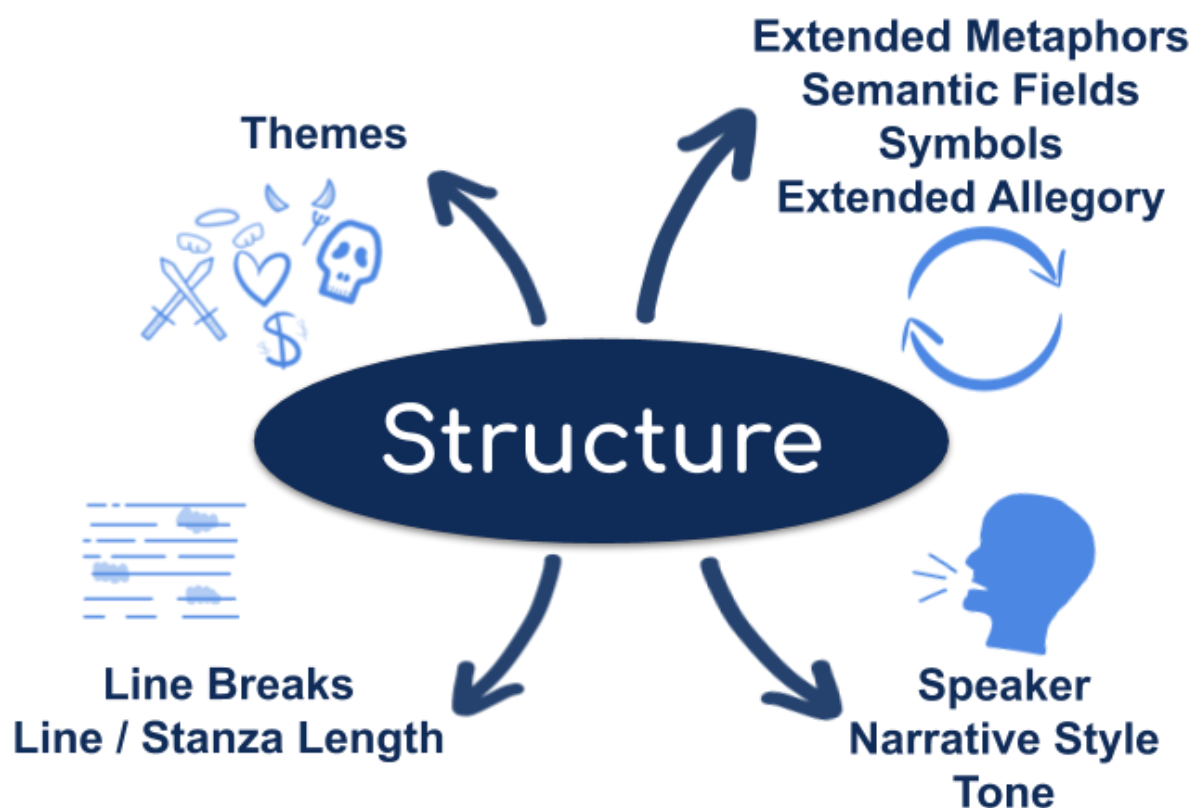 Extended Metaphors
Semantic Fields
Symbols
Extended Allegory
Themes
Structure
Line Breaks
Line / Stanza Length
Speaker
Narrative Style
Tone